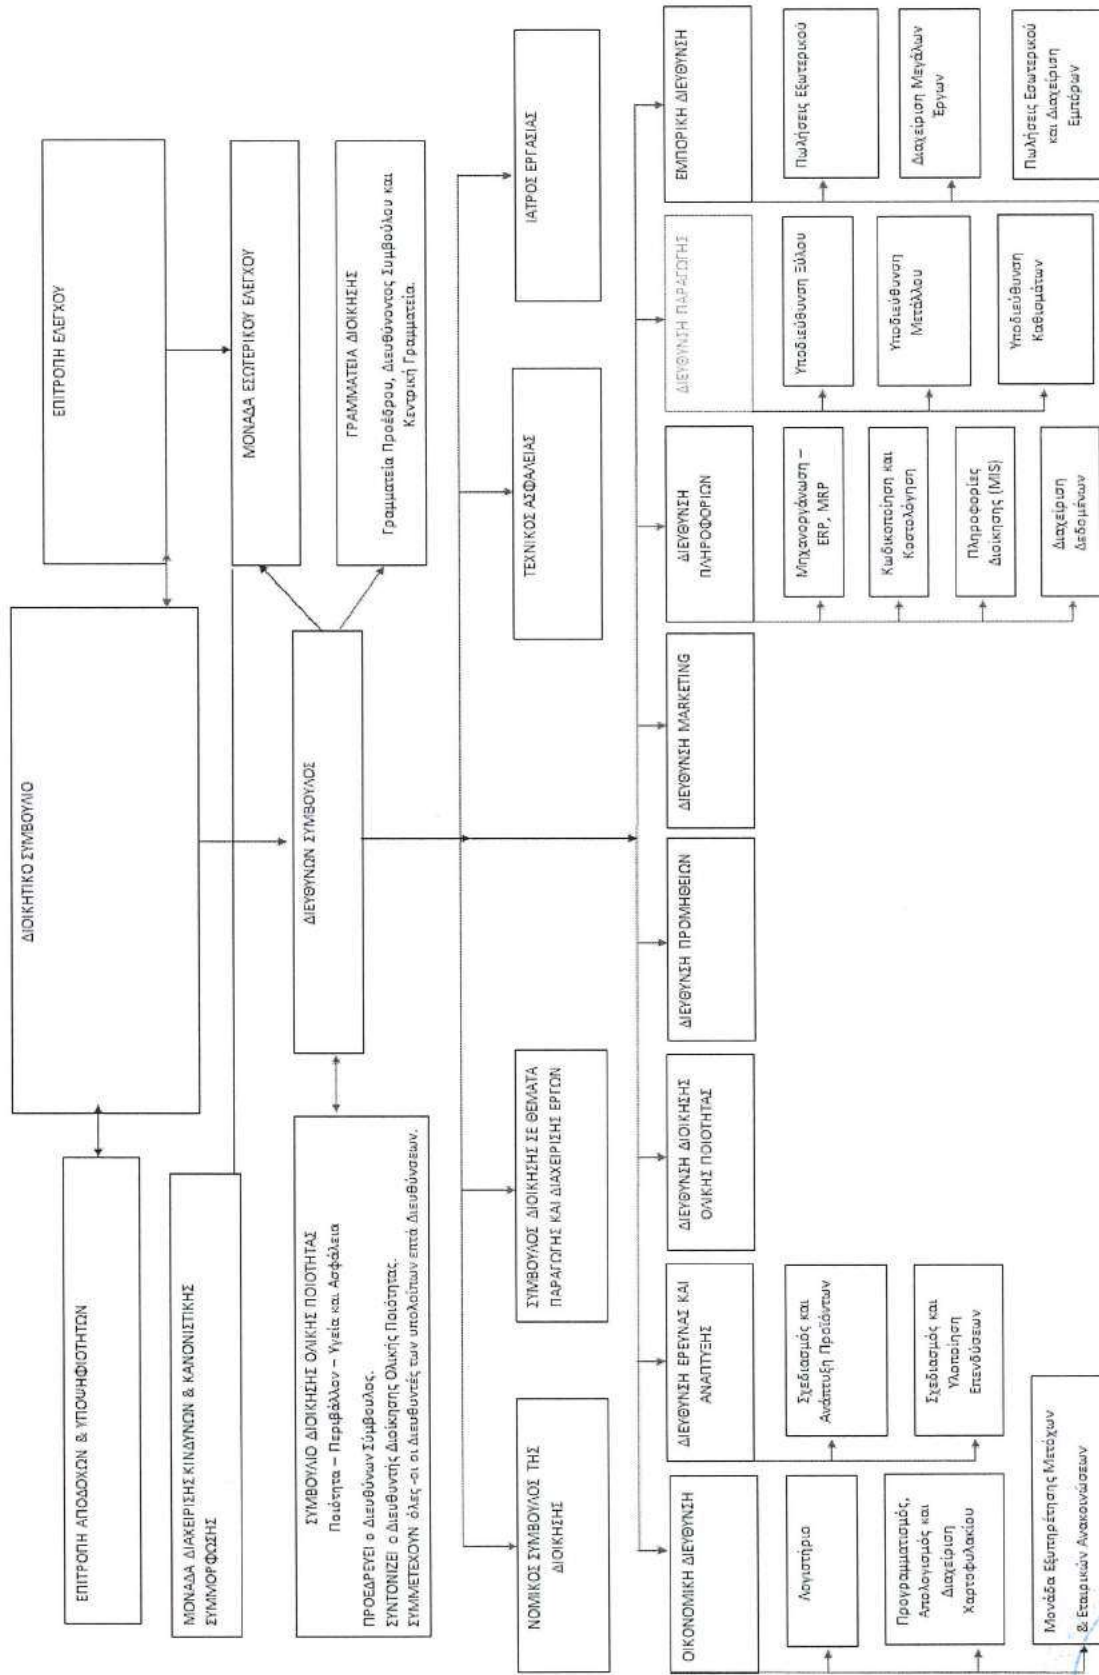 ΔΙΟΙΚΗΤΙΚΟ ΣΥΜΒΟΥΛΙΟ
ΕΠΙΤΡΟΠΗ ΕΛΕΓΧΟΥ
ΕΠΙΤΡΟΠΗ ΑΠΟΔΟΧΩΝ & ΥΠΟΨΗΦΙΟΤΗΤΩΝ
ΜΟΝΑΔΑ ΔΙΑΧΕΙΡΙΣΗΣ ΚΙΝΔΥΝΩΝ & ΚΑΝΟΝΙΣΤΙΚΗΣ
ΣΥΜΜΟΡΦΩΣΗΣ
ΜΟΝΑΔΑ ΕΣΩΤΕΡΙΚΟΥ ΕΛΕΓΧΟΥ
ΣΥΜΒΟΥΛΙΟ ΔΙΟΙΚΗΣΗΣ ΟΛΙΚΗΣ ΠΟΙΟΤΗΤΑΣ
Ποιότητα – Περιβάλλον – Υγεία και Ασφάλεια
ΠΡΟΕΔΡΕΥΕΙ ο Διευθύνων Σύμβουλος.
ΣΥΝΤΟΝΙΖΕΙ ο Διευθυντής Διοίκησης Ολικής Ποιότητας.
ΣΥΜΜΕΤΕΧΟΥΝ όλες -οι οι Διευθυντές των υπολοίπων επτά Διευθύνσεων.
ΔΙΕΥΘΥΝΩΝ ΣΥΜΒΟΥΛΟΣ
ΓΡΑΜΜΑΤΕΙΑ ΔΙΟΙΚΗΣΗΣ
Γραμματεία Προέδρου, Διευθύνοντος Συμβούλου και
Κεντρική Γραμματεία.
ΝΟΜΙΚΟΣ ΣΥΜΒΟΥΛΟΣ ΤΗΣ
ΔΙΟΙΚΗΣΗΣ
ΣΥΜΒΟΥΛΟΣ ΔΙΟΙΚΗΣΗΣ ΣΕ ΘΕΜΑΤΑ
ΠΑΡΑΓΩΓΗΣ ΚΑΙ ΔΙΑΧΕΙΡΙΣΗΣ ΕΡΓΩΝ
ΤΕΧΝΙΚΟΣ ΑΣΦΑΛΕΙΑΣ
ΙΑΤΡΟΣ ΕΡΓΑΣΙΑΣ
ΟΙΚΟΝΟΜΙΚΗ ΔΙΕΥΘΥΝΣΗ
Λογιστήριο
Προγραμματισμός,
Απολογισμός και
Διαχείριση
Χαρτοφυλακίου
Μονάδα Εξυπηρέτησης Μετόχων
& Εταιρικών Ανακοινώσεων
ΔΙΕΥΘΥΝΣΗ ΕΡΕΥΝΑΣ ΚΑΙ
ΑΝΑΠΤΥΞΗΣ
Σχεδιασμός και
Ανάπτυξη Προϊόντων
Σχεδιασμός και
Υλοποίηση
Επενδύσεων
ΔΙΕΥΘΥΝΣΗ ΔΙΟΙΚΗΣΗΣ
ΟΛΙΚΗΣ ΠΟΙΟΤΗΤΑΣ
ΔΙΕΥΘΥΝΣΗ ΠΡΟΜΗΘΕΙΩΝ
ΔΙΕΥΘΥΝΣΗ MARKETING
ΔΙΕΥΘΥΝΣΗ
ΠΛΗΡΟΦΟΡΙΩΝ
Μηχανοργάνωση –
ERP, MRP
Κωδικοποίηση και
Κοστολόγηση
Πληροφορίες
Διοίκησης (MIS)
Διαχείριση
Δεδομένων
ΔΙΕΥΘΥΝΣΗ ΠΑΡΑΓΩΓΗΣ
Υποδιεύθυνση Ξύλου
Υποδιεύθυνση
Μετάλλου
Υποδιεύθυνση
Καθισμάτων
ΕΜΠΟΡΙΚΗ ΔΙΕΥΘΥΝΣΗ
Πωλήσεις Εξωτερικού
Διαχείριση Μεγάλων
Έργων
Πωλήσεις Εσωτερικού
και Διαχείριση
Εμπόρων